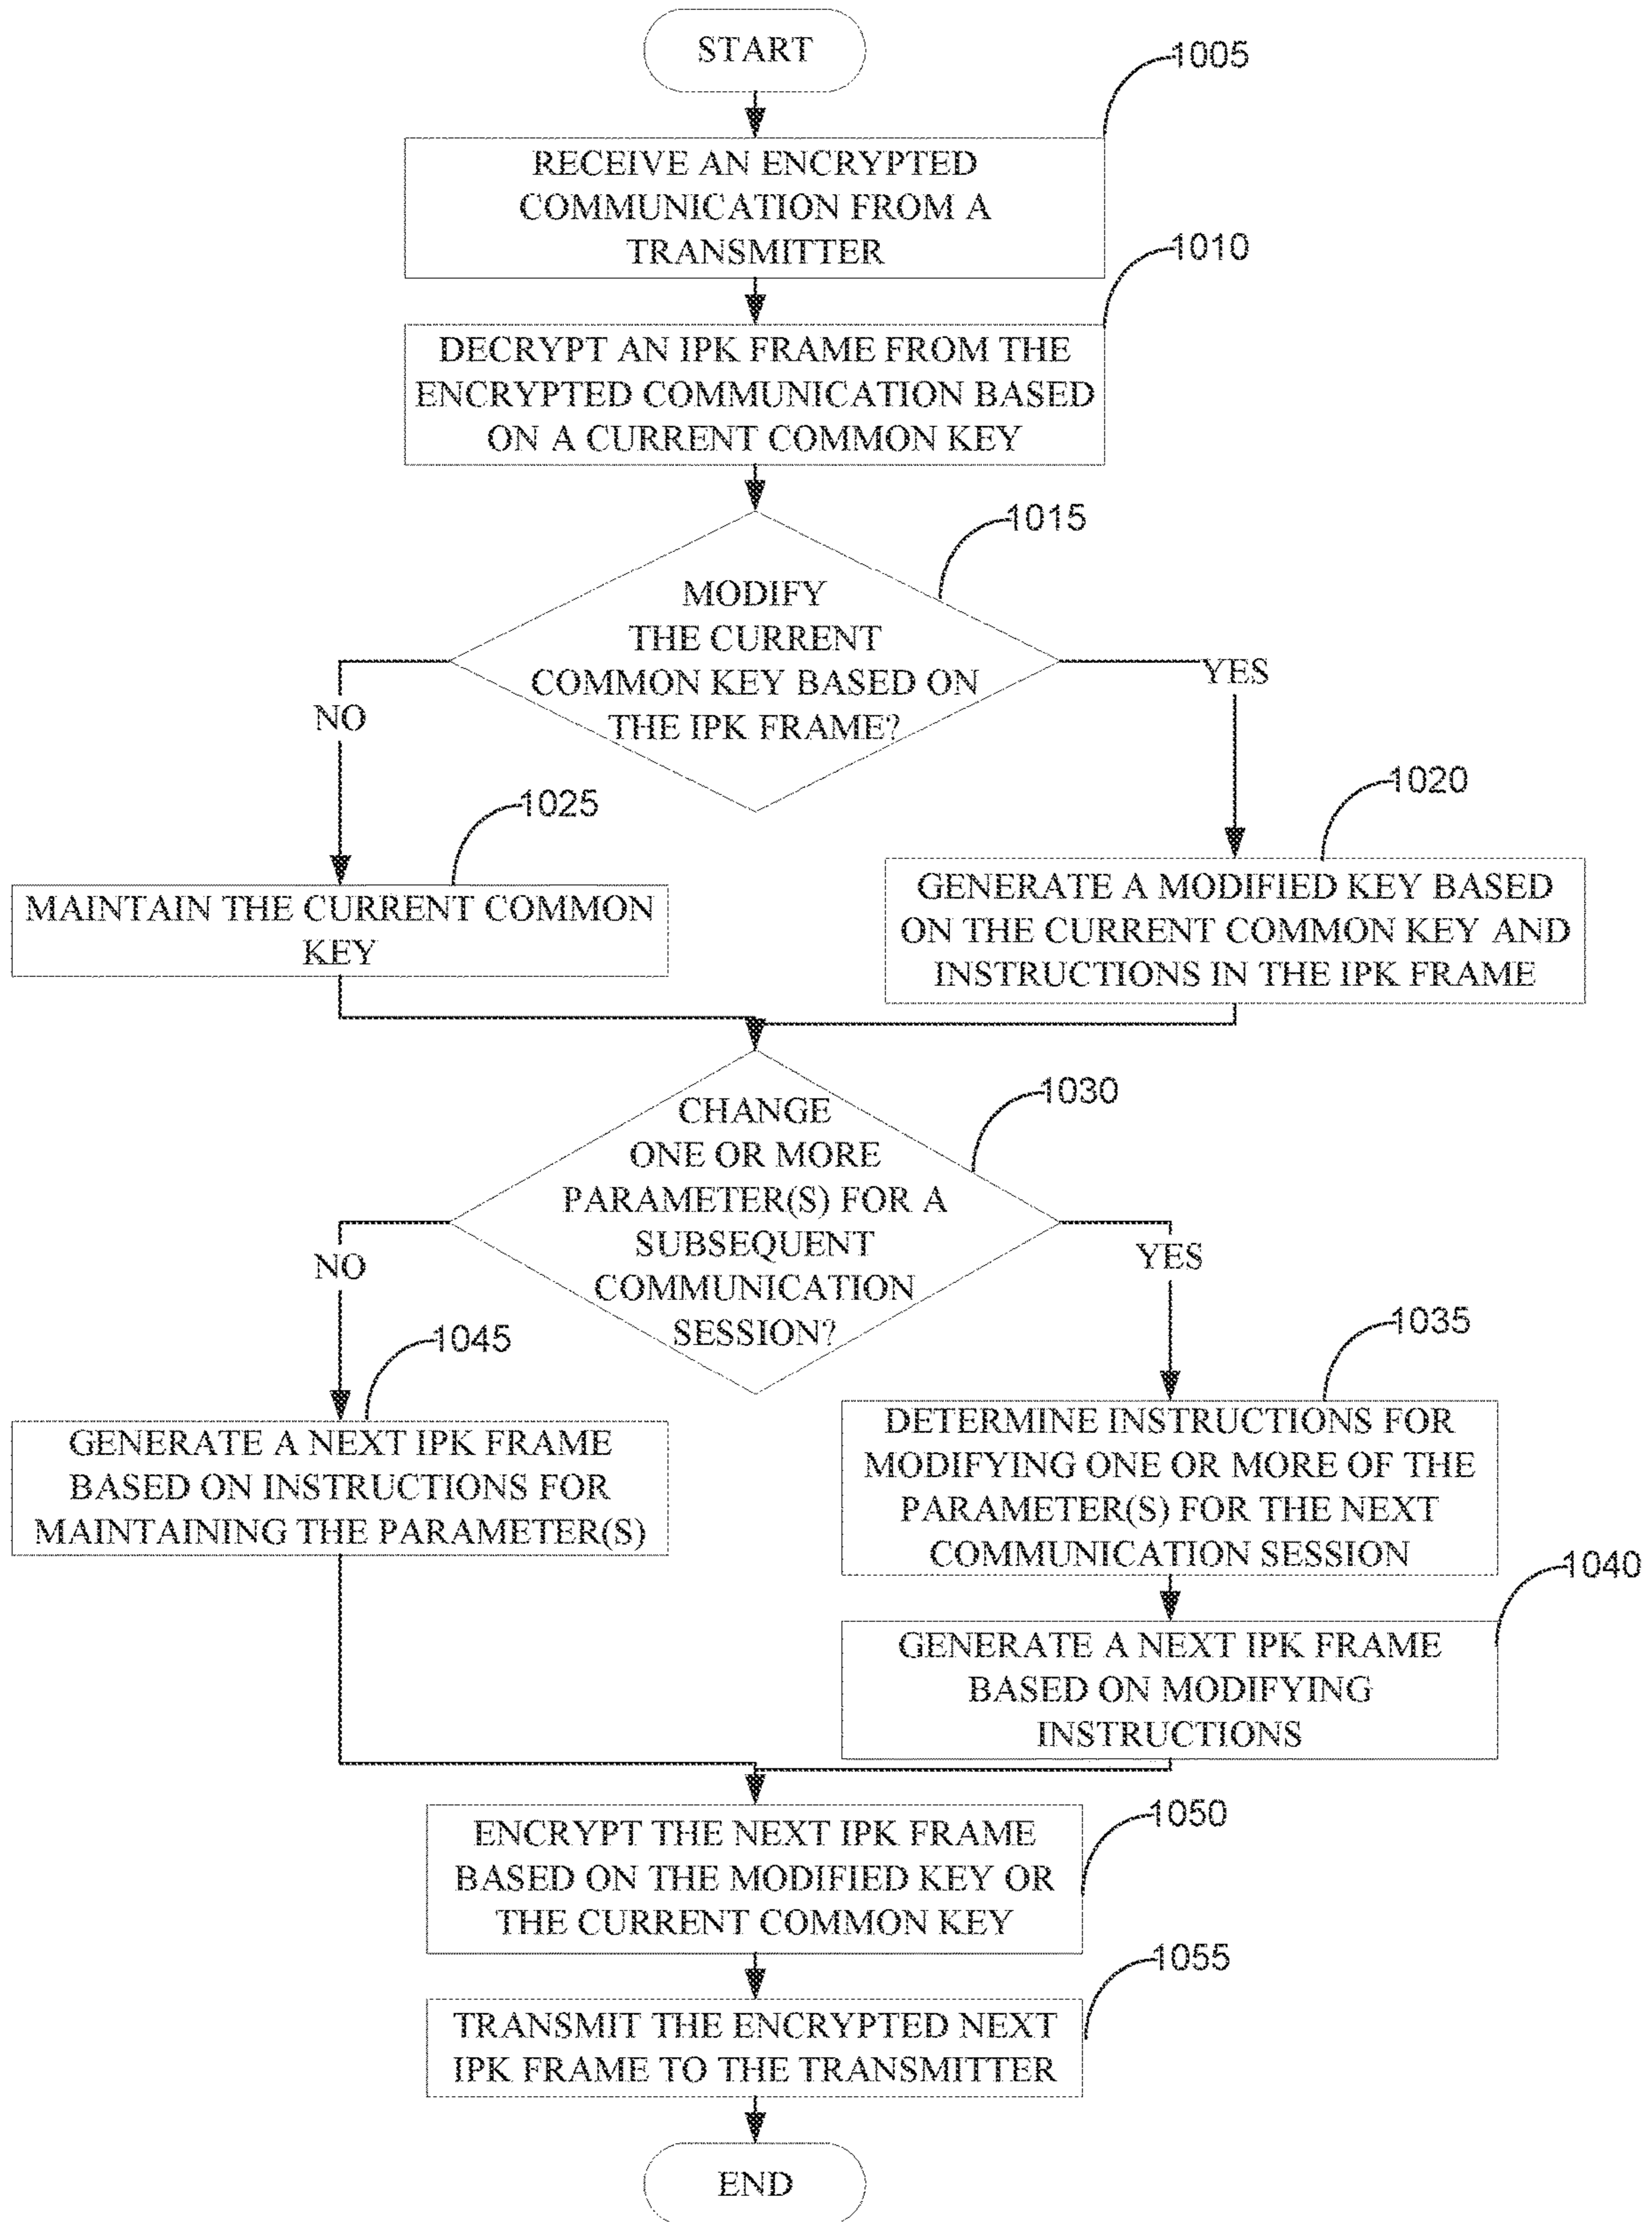 START
1005
RECEIVE AN ENCRYPTED
COMMUNICATION FROM A
TRANSMITTER
1010
DECRYPT AN IPK FRAME FROM THE
ENCRYPTED COMMUNICATION BASED
ON A CURRENT COMMON KEY
1015
MODIFY
THE CURRENT
COMMON KEY BASED ON
THE IPK FRAME?
NO
YES
1025
MAINTAIN THE CURRENT COMMON
KEY
1020
GENERATE A MODIFIED KEY BASED
ON THE CURRENT COMMON KEY AND
INSTRUCTIONS IN THE IPK FRAME
1030
CHANGE
ONE OR MORE
PARAMETER(S) FOR A
SUBSEQUENT
COMMUNICATION
SESSION?
NO
YES
1045
GENERATE A NEXT IPK FRAME
BASED ON INSTRUCTIONS FOR
MAINTAINING THE PARAMETER(S)
1035
DETERMINE INSTRUCTIONS FOR
MODIFYING ONE OR MORE OF THE
PARAMETER(S) FOR THE NEXT
COMMUNICATION SESSION
1040
GENERATE A NEXT IPK FRAME
BASED ON MODIFYING
INSTRUCTIONS
1050
ENCRYPT THE NEXT IPK FRAME
BASED ON THE MODIFIED KEY OR
THE CURRENT COMMON KEY
1055
TRANSMIT THE ENCRYPTED NEXT
IPK FRAME TO THE TRANSMITTER
END